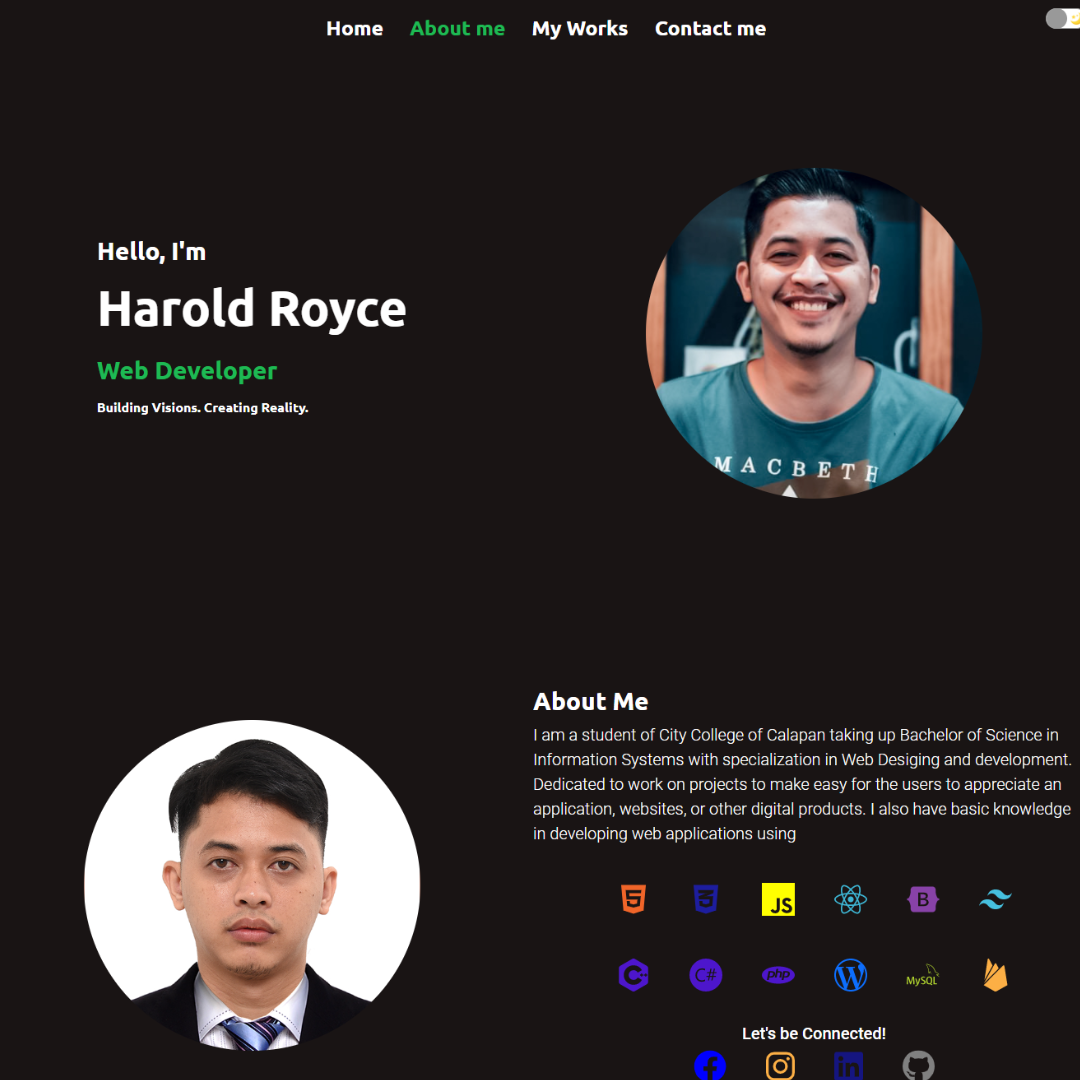 Home About me My Works Contact me
Hello, I'm
Harold Royce
Web Developer
Building Visions. Creating Reality.
MACBETH
About Me
I am a student of City College of Calapan taking up Bachelor of Science in
Information Systems with specialization in Web Desiging and development.
Dedicated to work on projects to make easy for the users to appreciate an
application, websites, or other digital products. I also have basic knowledge
in developing web applications using
5 3 JS B
C++ C# php W MySQL
Let's be Connected!
f in